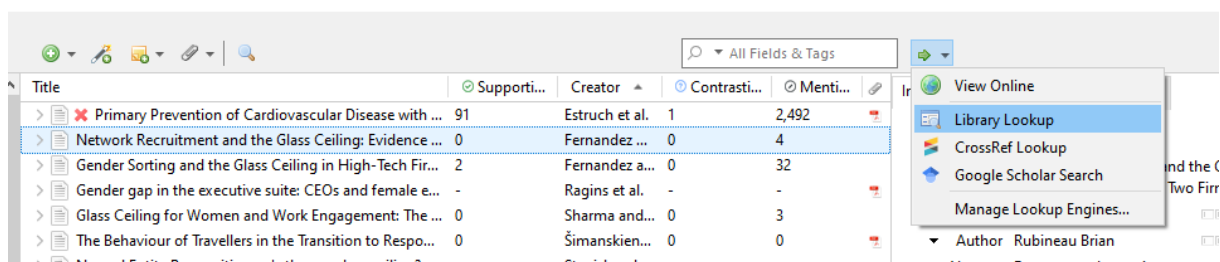 All Fields & Tags
Title Supporti... Creator Contrasti... Menti...
Primary Prevention of Cardiovascular Disease with ... 91 Estruch et al. 1 2,492
Network Recruitment and the Glass Ceiling: Evidence ... 0 Fernandez ... 0 4
Gender Sorting and the Glass Ceiling in High-Tech Fir... 2 Fernandez a... 0 32
Gender gap in the executive suite: CEOs and female e... - Ragins et al. - -
Glass Ceiling for Women and Work Engagement: The ... 0 Sharma and... 0 3
The Behaviour of Travellers in the Transition to Respo... 0 Šimanskien... 0 0
View Online
Library Lookup
CrossRef Lookup
Google Scholar Search
Manage Lookup Engines...
Two Firr
Author Rubineau Brian